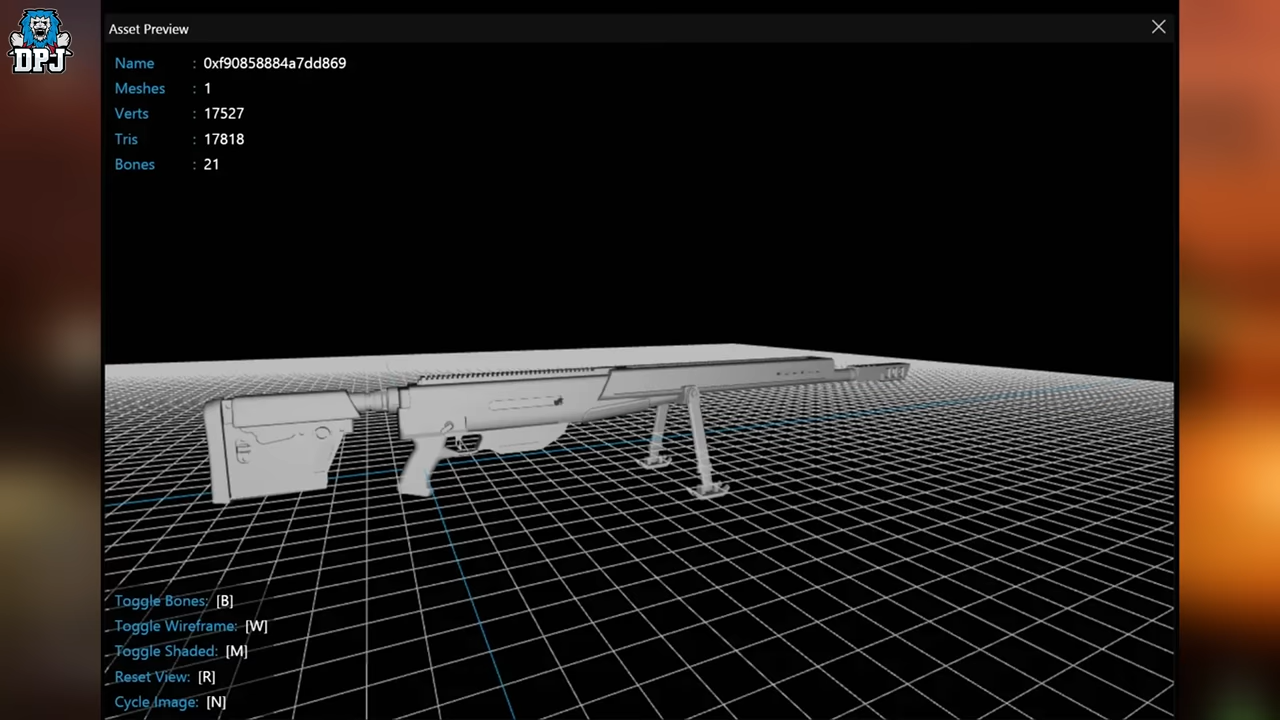 DPJ
Asset Preview
Name : 0xf90858884a7dd869
Meshes : 1
Verts : 17527
Tris : 17818
Bones : 21
Toggle Bones: [B]
Toggle Wireframe: [W]
Toggle Shaded: [M]
Reset View: [R]
Cycle Image: [N]